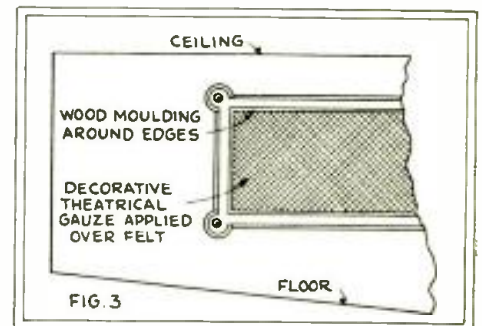 CEILING
WOOD MOULDING
AROUND EDGES
DECORATIVE
THEATRICAL
GAUZE APPLIED
OVER FELT
FLOOR
FIG. 3